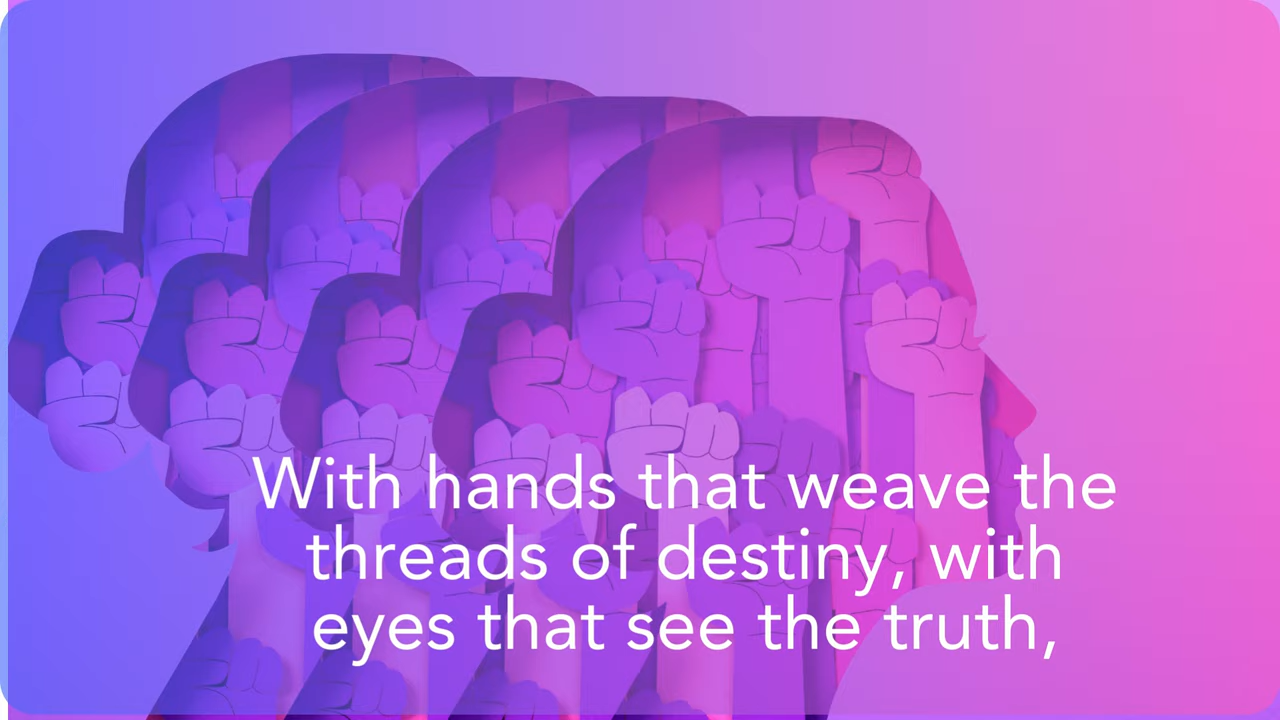 With hands that weave the
threads of destiny, with
eyes that see the truth,